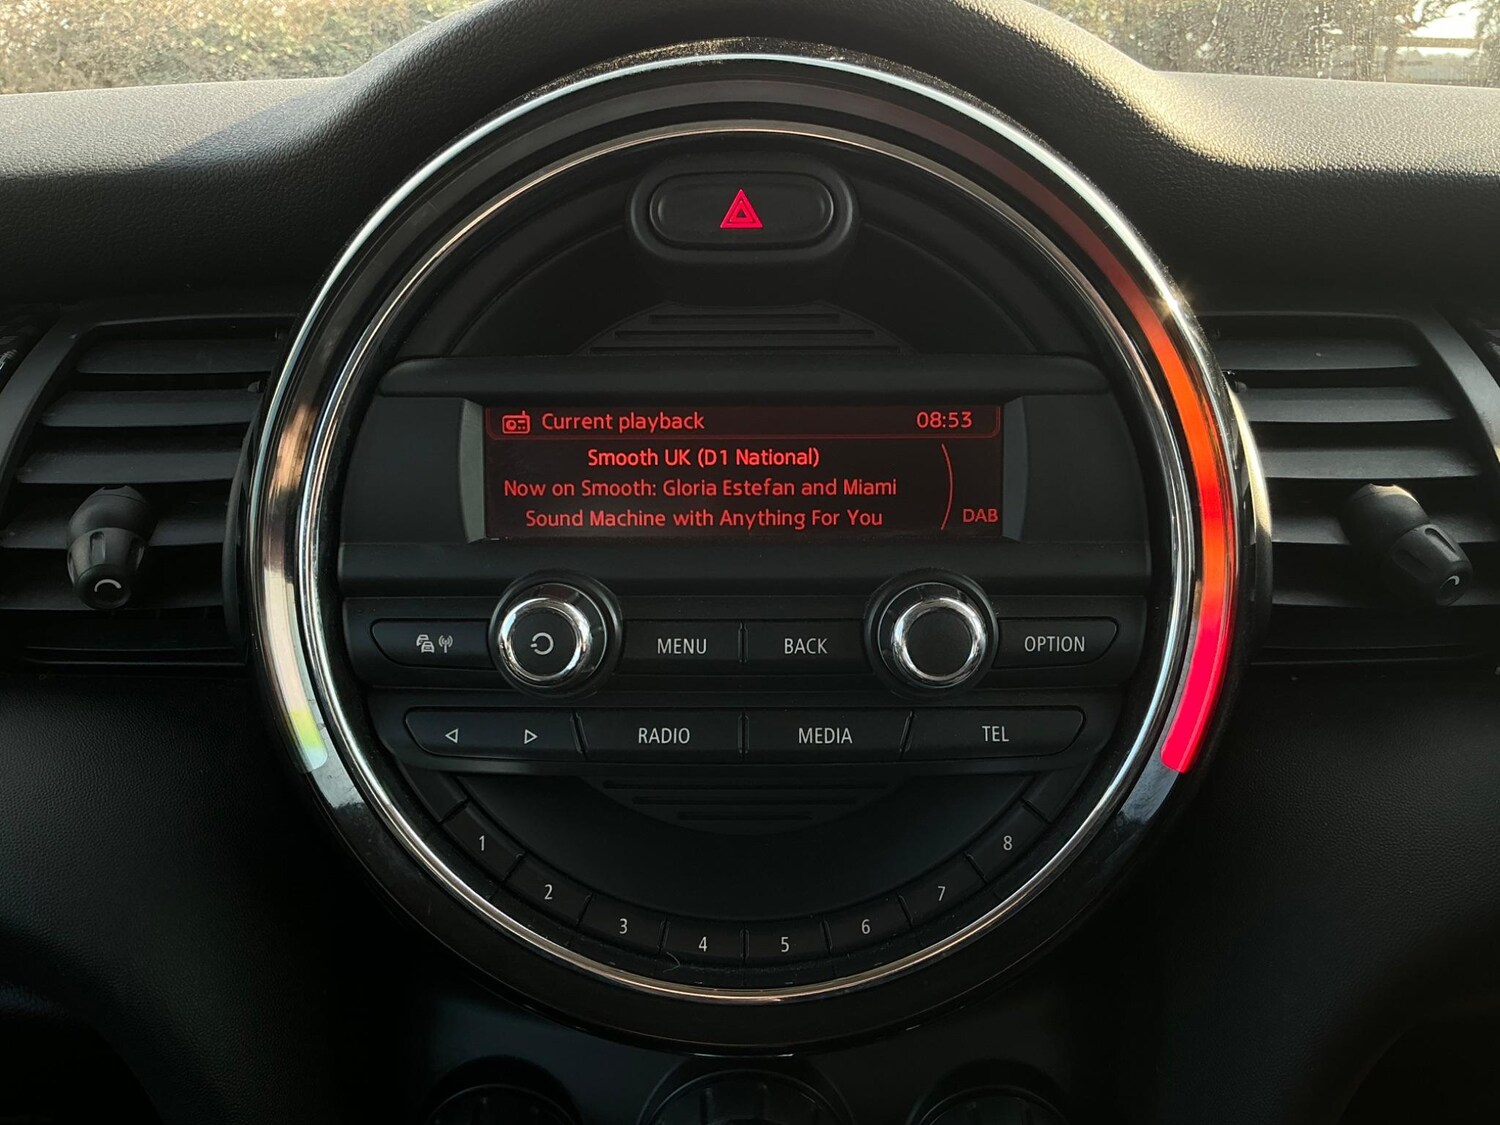 Current playback 08:53
Smooth UK (D1 National)
Now on Smooth: Gloria Estefan and Miami
Sound Machine with Anything For You
DAB
MENU BACK OPTION
RADIO MEDIA TEL
1 2 3 4 5 6 7 8